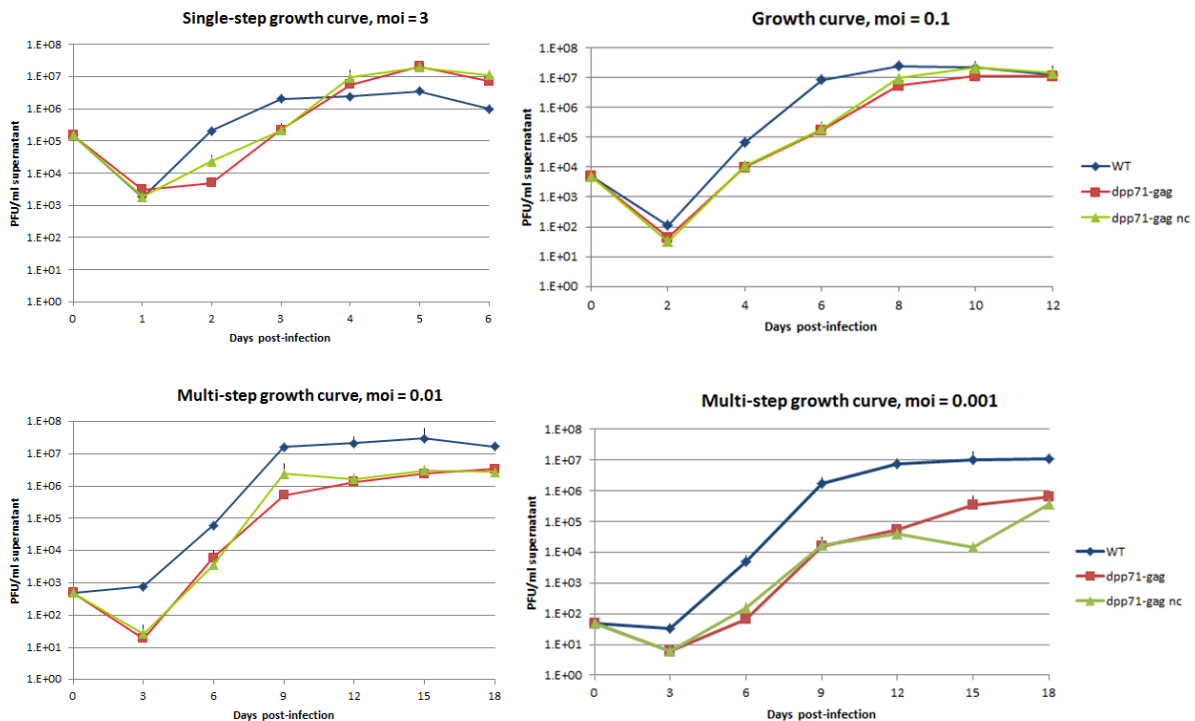 Single-step growth curve, moi = 3
PFU/ml supernatant
1.E+08
1.E+07
1.E+06
1.E+05
1.E+04
1.E+03
1.E+02
1.E+01
1.E+00
0 1 2 3 4 5 6
Days post-infection
Growth curve, moi = 0.1
PFU/ml supernatant
1.E+08
1.E+07
1.E+06
1.E+05
1.E+04
1.E+03
1.E+02
1.E+01
1.E+00
0 2 4 6 8 10 12
Days post-infection
WT
dpp71-gag
dpp71-gag nc
Multi-step growth curve, moi = 0.01
PFU/ml supernatant
1.E+08
1.E+07
1.E+06
1.E+05
1.E+04
1.E+03
1.E+02
1.E+01
1.E+00
0 3 6 9 12 15 18
Days post-infection
Multi-step growth curve, moi = 0.001
PFU/ml supernatant
1.E+08
1.E+07
1.E+06
1.E+05
1.E+04
1.E+03
1.E+02
1.E+01
1.E+00
0 3 6 9 12 15 18
Days post-infection
WT
dpp71-gag
dpp71-gag nc